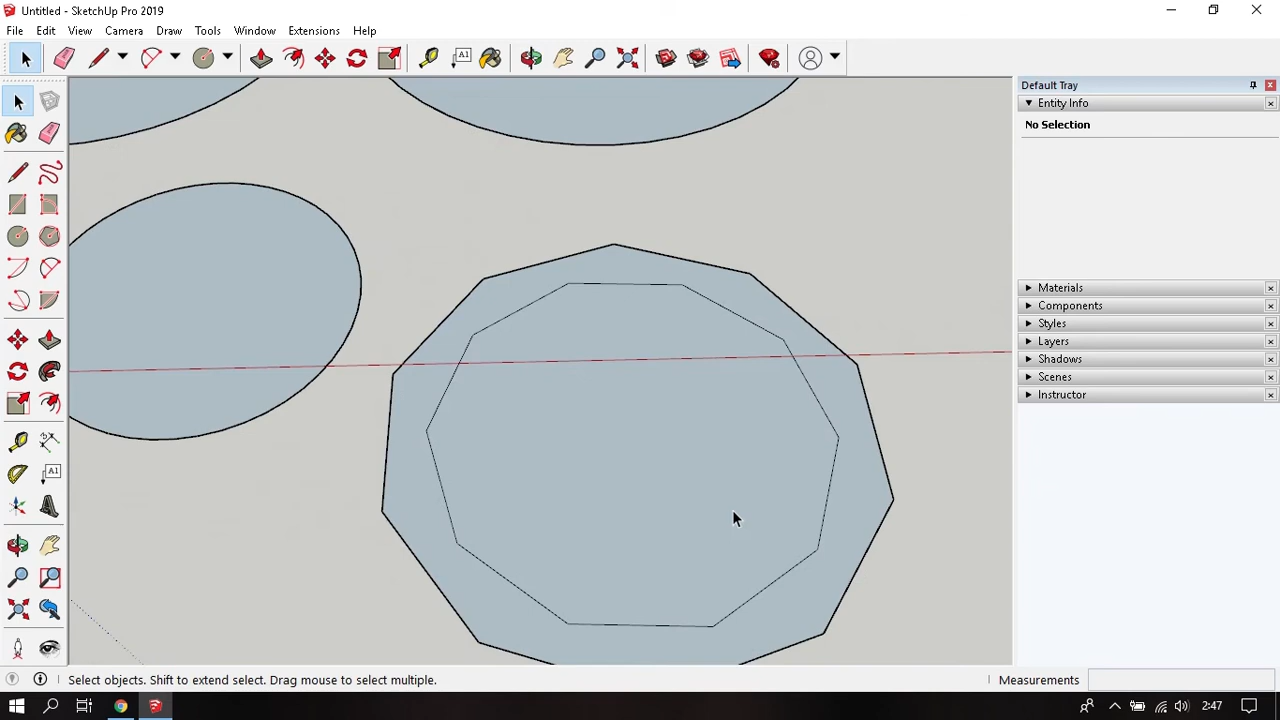 Untitled - SketchUp Pro 2019
File Edit View Camera Draw Tools Window Extensions Help
A1
Default Tray
Entity Info
No Selection
A1
Materials
Components
Styles
Layers
Shadows
Scenes
Instructor
Select objects. Shift to extend select. Drag mouse to select multiple.
Measurements
2:47